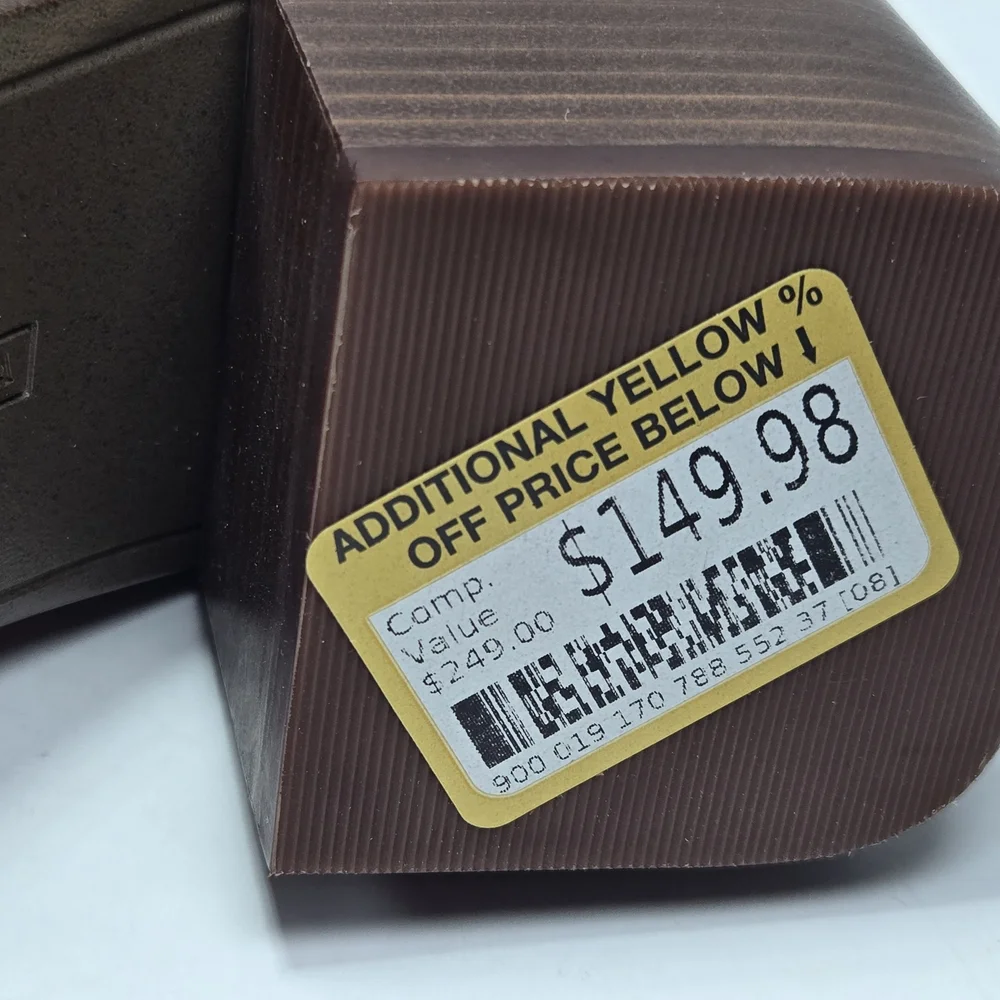 ADDITIONAL YELLOW %
OFF PRICE BELOW ↓
$149.98
Comp.
Value
$249.00
900 019 170 788 552 37 [08]